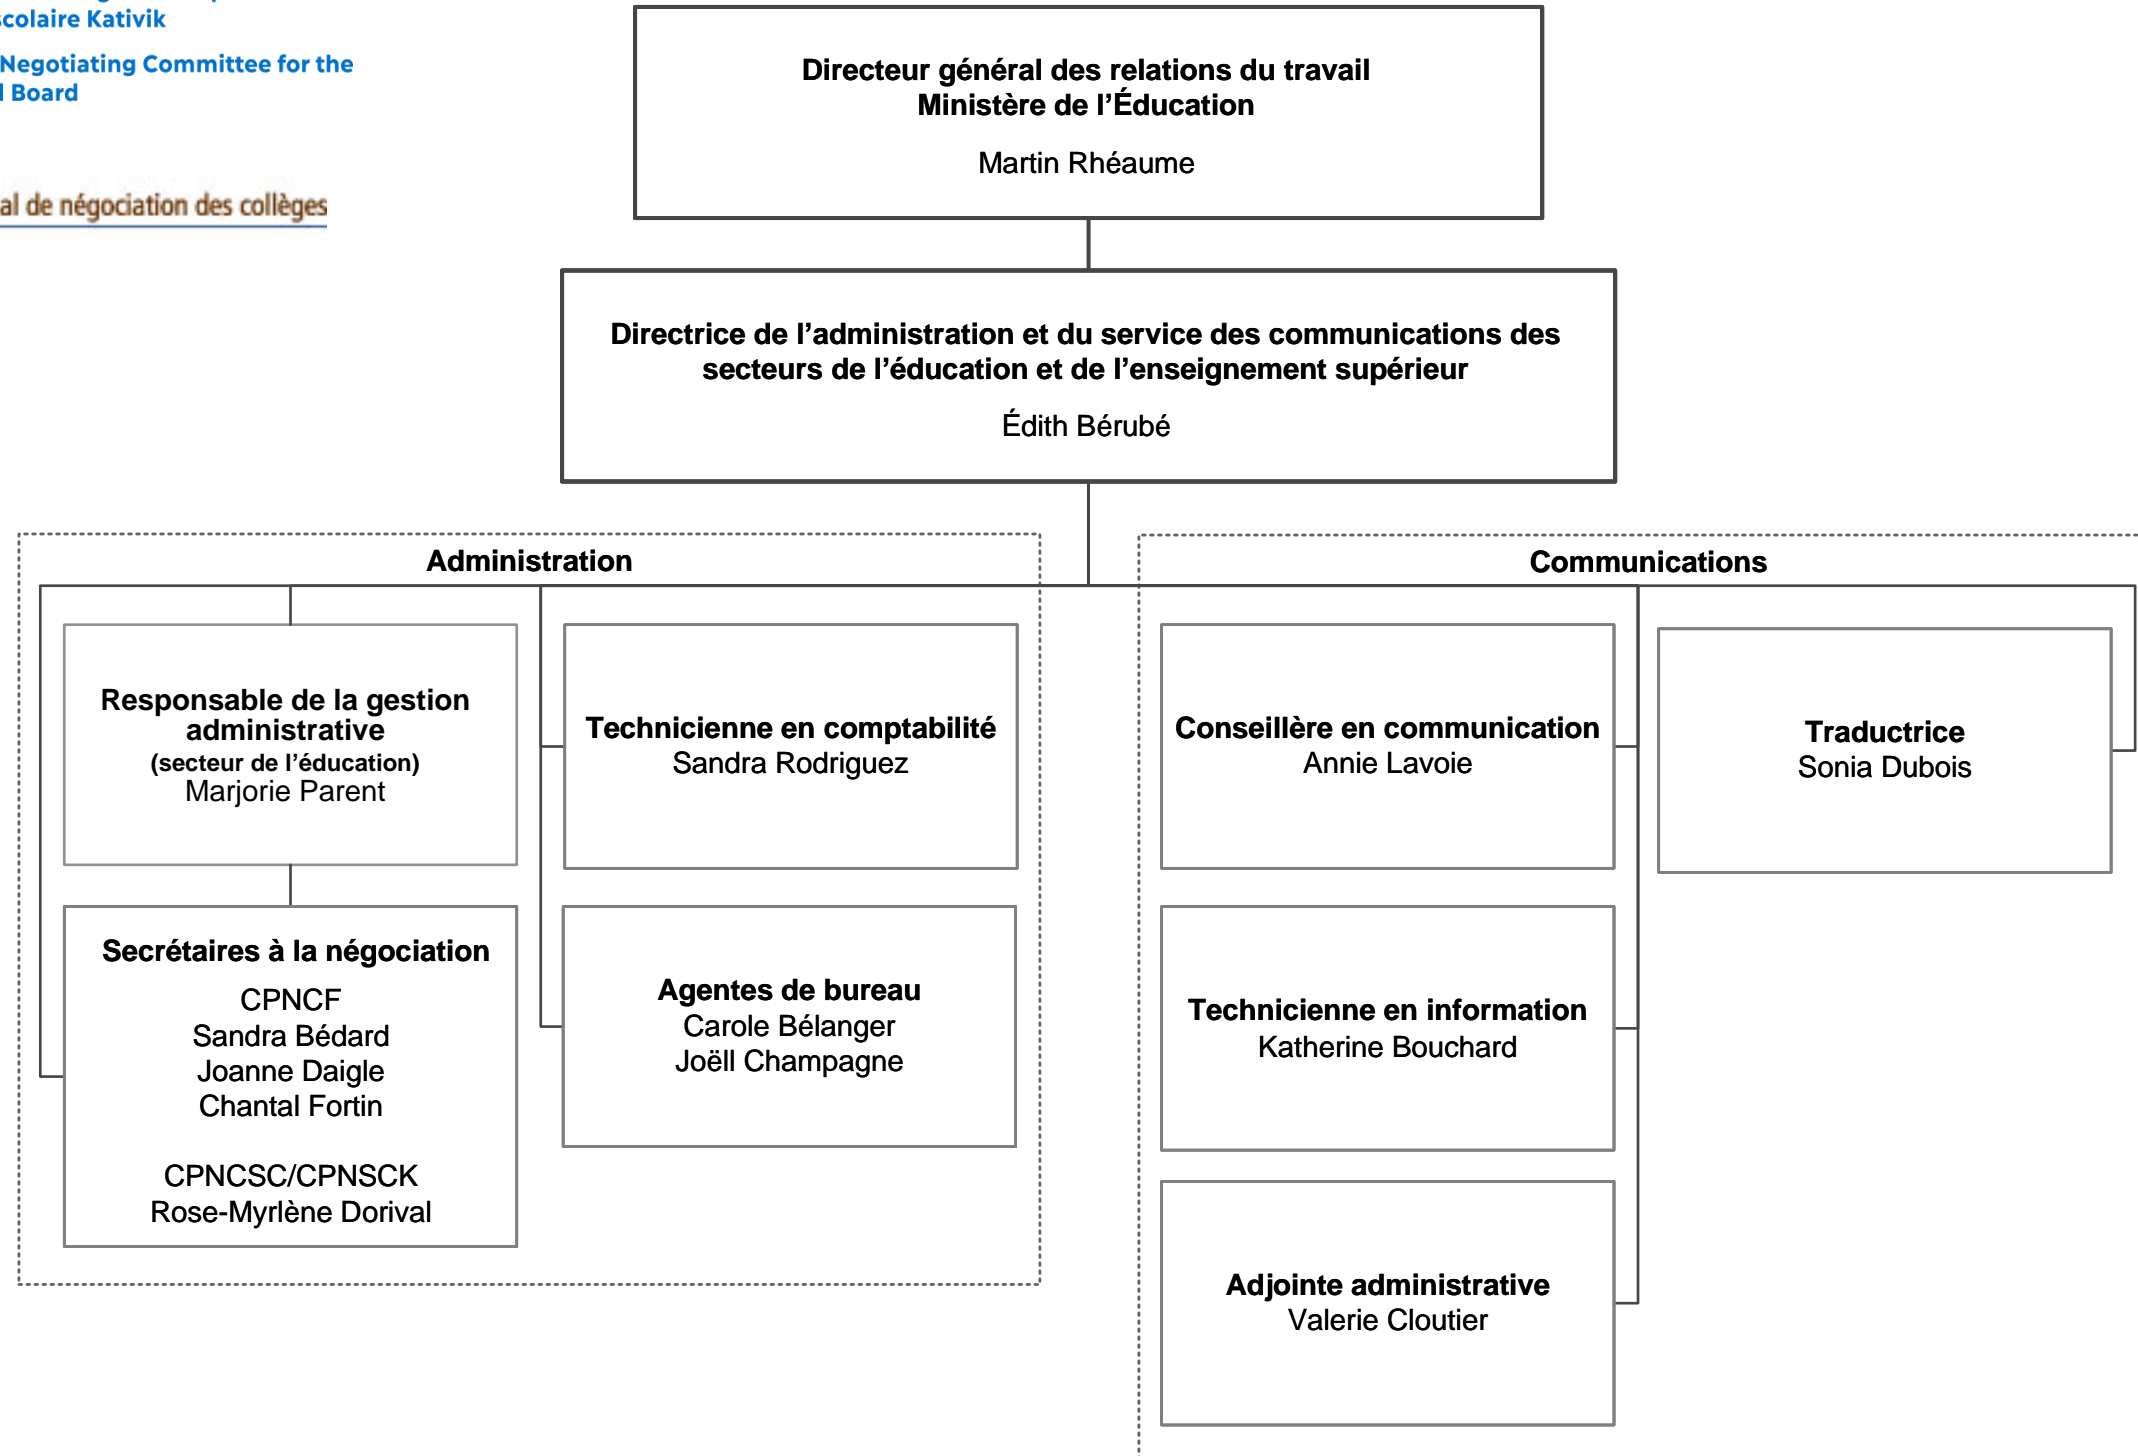 scolaire Kativik
Negotiating Committee for the
Board
de négociation des collèges
Directeur général des relations du travail
Ministère de l'Éducation
Martin Rhéaume
Directrice de l'administration et du service des communications des
secteurs de l'éducation et de l'enseignement supérieur
Édith Bérubé
Administration
Responsable de la gestion
administrative
(secteur de l'éducation)
Marjorie Parent
Technicienne en comptabilité
Sandra Rodriguez
Secrétaires à la négociation
CPNCF
Sandra Bédard
Joanne Daigle
Chantal Fortin
CPNCSC/CPNSCK
Rose-Myrlène Dorival
Agentes de bureau
Carole Bélanger
Joëll Champagne
Communications
Conseillère en communication
Annie Lavoie
Traductrice
Sonia Dubois
Technicienne en information
Katherine Bouchard
Adjointe administrative
Valerie Cloutier